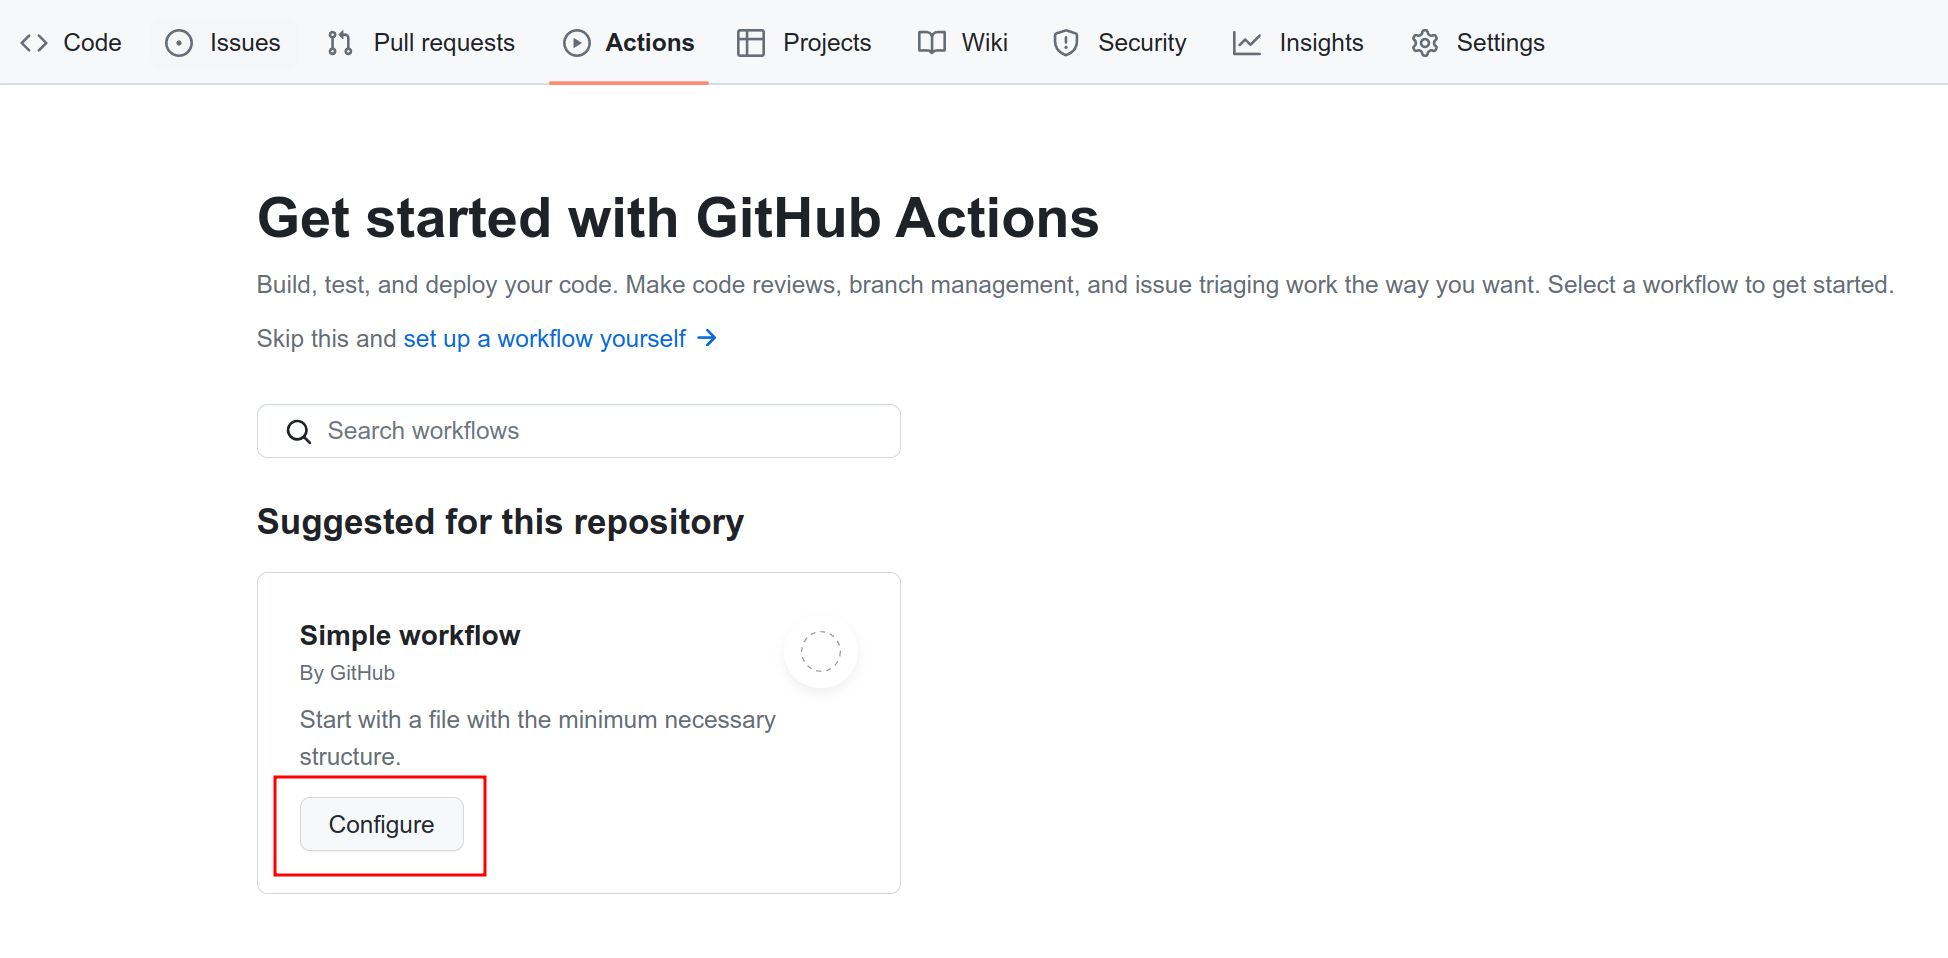 Code Issues Pull requests Actions Projects Wiki Security Insights Settings
Get started with GitHub Actions
Build, test, and deploy your code. Make code reviews, branch management, and issue triaging work the way you want. Select a workflow to get started.
Skip this and set up a workflow yourself →
Search workflows
Suggested for this repository
Simple workflow
By GitHub
Start with a file with the minimum necessary
structure.
Configure